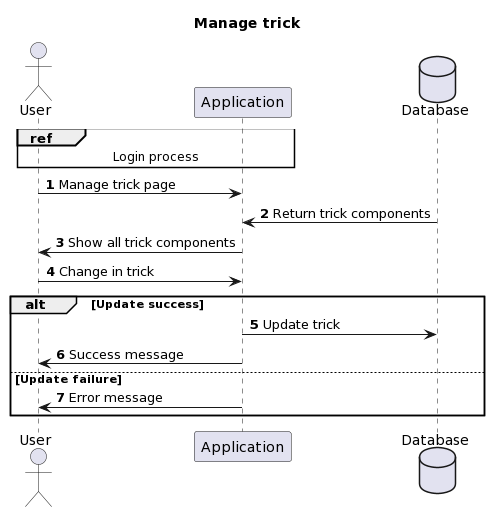 Manage trick
User
Application
Database
ref
Login process
1 Manage trick page
2 Return trick components
3 Show all trick components
4 Change in trick
alt [Update success]
5 Update trick
6 Success message
[Update failure]
7 Error message
User
Application
Database